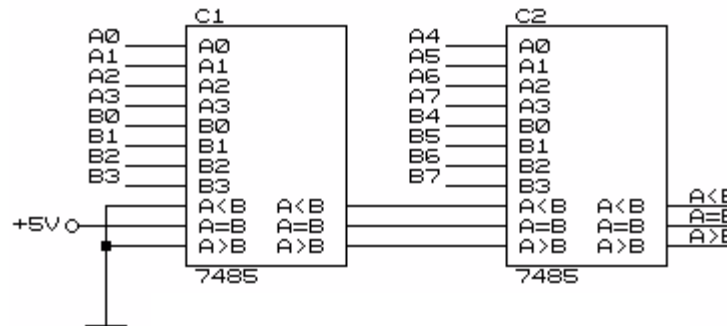 C1 C2
A0 A0 A4 A0
A1 A1 A5 A1
A2 A2 A6 A2
A3 A3 A7 A3
B0 B0 B4 B0
B1 B1 B5 B1
B2 B2 B6 B2
B3 B3 B7 B3
A<B A<B A<B A<B A<B
+5V A=B A=B A=B A=B A=B
A>B A>B A>B A>B A>B
7485 7485